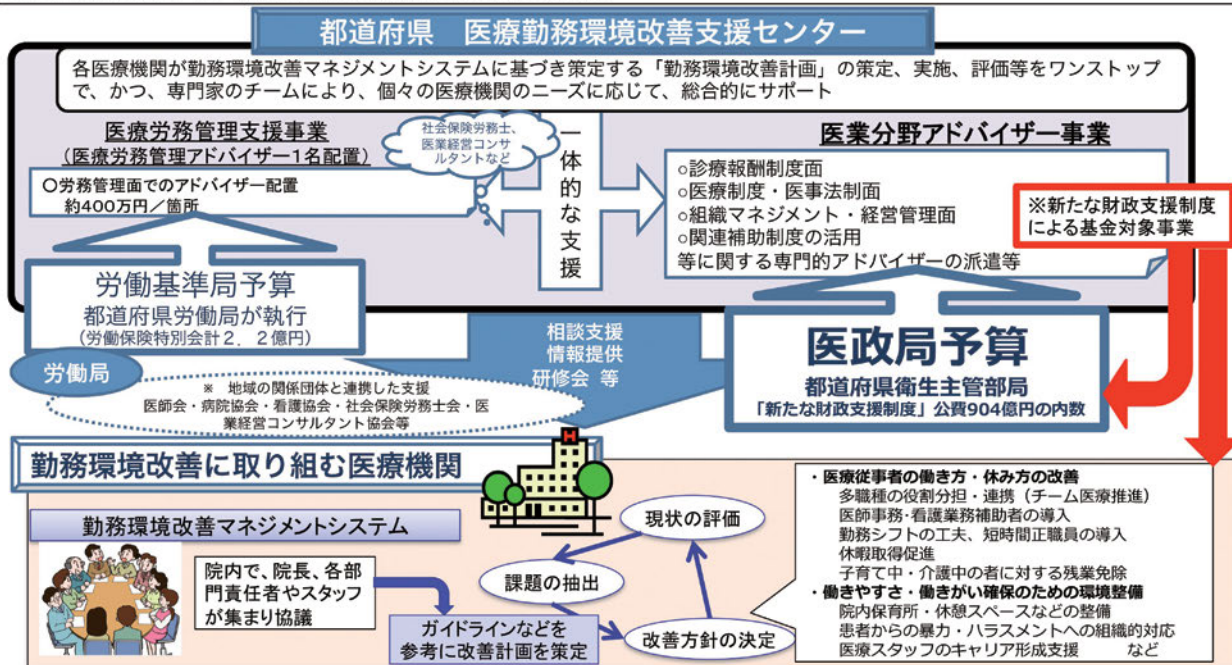 都道府県　医療勤務環境改善支援センター
各医療機関が勤務環境改善マネジメントシステムに基づき策定する「勤務環境改善計画」の策定、実施、評価等をワンストップ
で、かつ、専門家のチームにより、個々の医療機関のニーズに応じて、総合的にサポート
医療労務管理支援事業
（医療労務管理アドバイザー1名配置）
社会保険労務士、
医業経営コンサ
ルタントなど
○労務管理面でのアドバイザー配置
約400万円／箇所
一体的な支援
医業分野アドバイザー事業
○診療報酬制度面
○医療制度・医事法制面
○組織マネジメント・経営管理面
○関連補助制度の活用
等に関する専門的アドバイザーの派遣等
※新たな財政支援制度
による基金対象事業
労働基準局予算
都道府県労働局が執行
（労働保険特別会計２．２億円）
労働局
相談支援
情報提供
研修会 等
医政局予算
都道府県衛生主管部局
「新たな財政支援制度」公費904億円の内数
※　地域の関係団体と連携した支援
医師会・病院協会・看護協会・社会保険労務士会・医
業経営コンサルタント協会等
勤務環境改善に取り組む医療機関
H
勤務環境改善マネジメントシステム
院内で、院長、各部
門責任者やスタッフ
が集まり協議
ガイドラインなどを
参考に改善計画を策定
現状の評価
課題の抽出
改善方針の決定
・医療従事者の働き方・休み方の改善
多職種の役割分担・連携（チーム医療推進）
医師事務・看護業務補助者の導入
勤務シフトの工夫、短時間正職員の導入
休暇取得促進
子育て中・介護中の者に対する残業免除
・働きやすさ・働きがい確保のための環境整備
院内保育所・休憩スペースなどの整備
患者からの暴力・ハラスメントへの組織的対応
医療スタッフのキャリア形成支援　　など